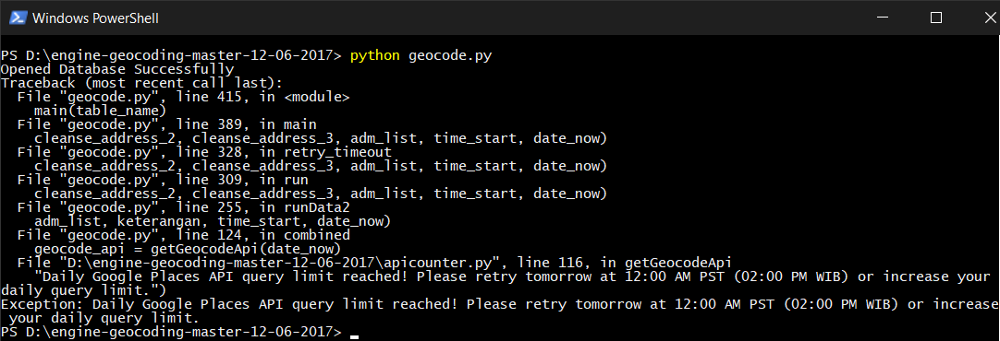 Windows PowerShell
PS D:\engine-geocoding-master-12-06-2017> python geocode.py
Opened Database Successfully
Traceback (most recent call last):
  File "geocode.py", line 415, in <module>
    main(table_name)
  File "geocode.py", line 389, in main
    cleanse_address_2, cleanse_address_3, adm_list, time_start, date_now)
  File "geocode.py", line 328, in retry_timeout
    cleanse_address_2, cleanse_address_3, adm_list, time_start, date_now)
  File "geocode.py", line 309, in run
    cleanse_address_2, cleanse_address_3, adm_list, time_start, date_now)
  File "geocode.py", line 255, in runData2
    adm_list, keterangan, time_start, date_now)
  File "geocode.py", line 124, in combined
    geocode_api = getGeocodeApi(date_now)
  File "D:\engine-geocoding-master-12-06-2017\apicounter.py", line 116, in getGeocodeApi
    "Daily Google Places API query limit reached! Please retry tomorrow at 12:00 AM PST (02:00 PM WIB) or increase your
daily query limit.")
Exception: Daily Google Places API query limit reached! Please retry tomorrow at 12:00 AM PST (02:00 PM WIB) or increase
 your daily query limit.
PS D:\engine-geocoding-master-12-06-2017>